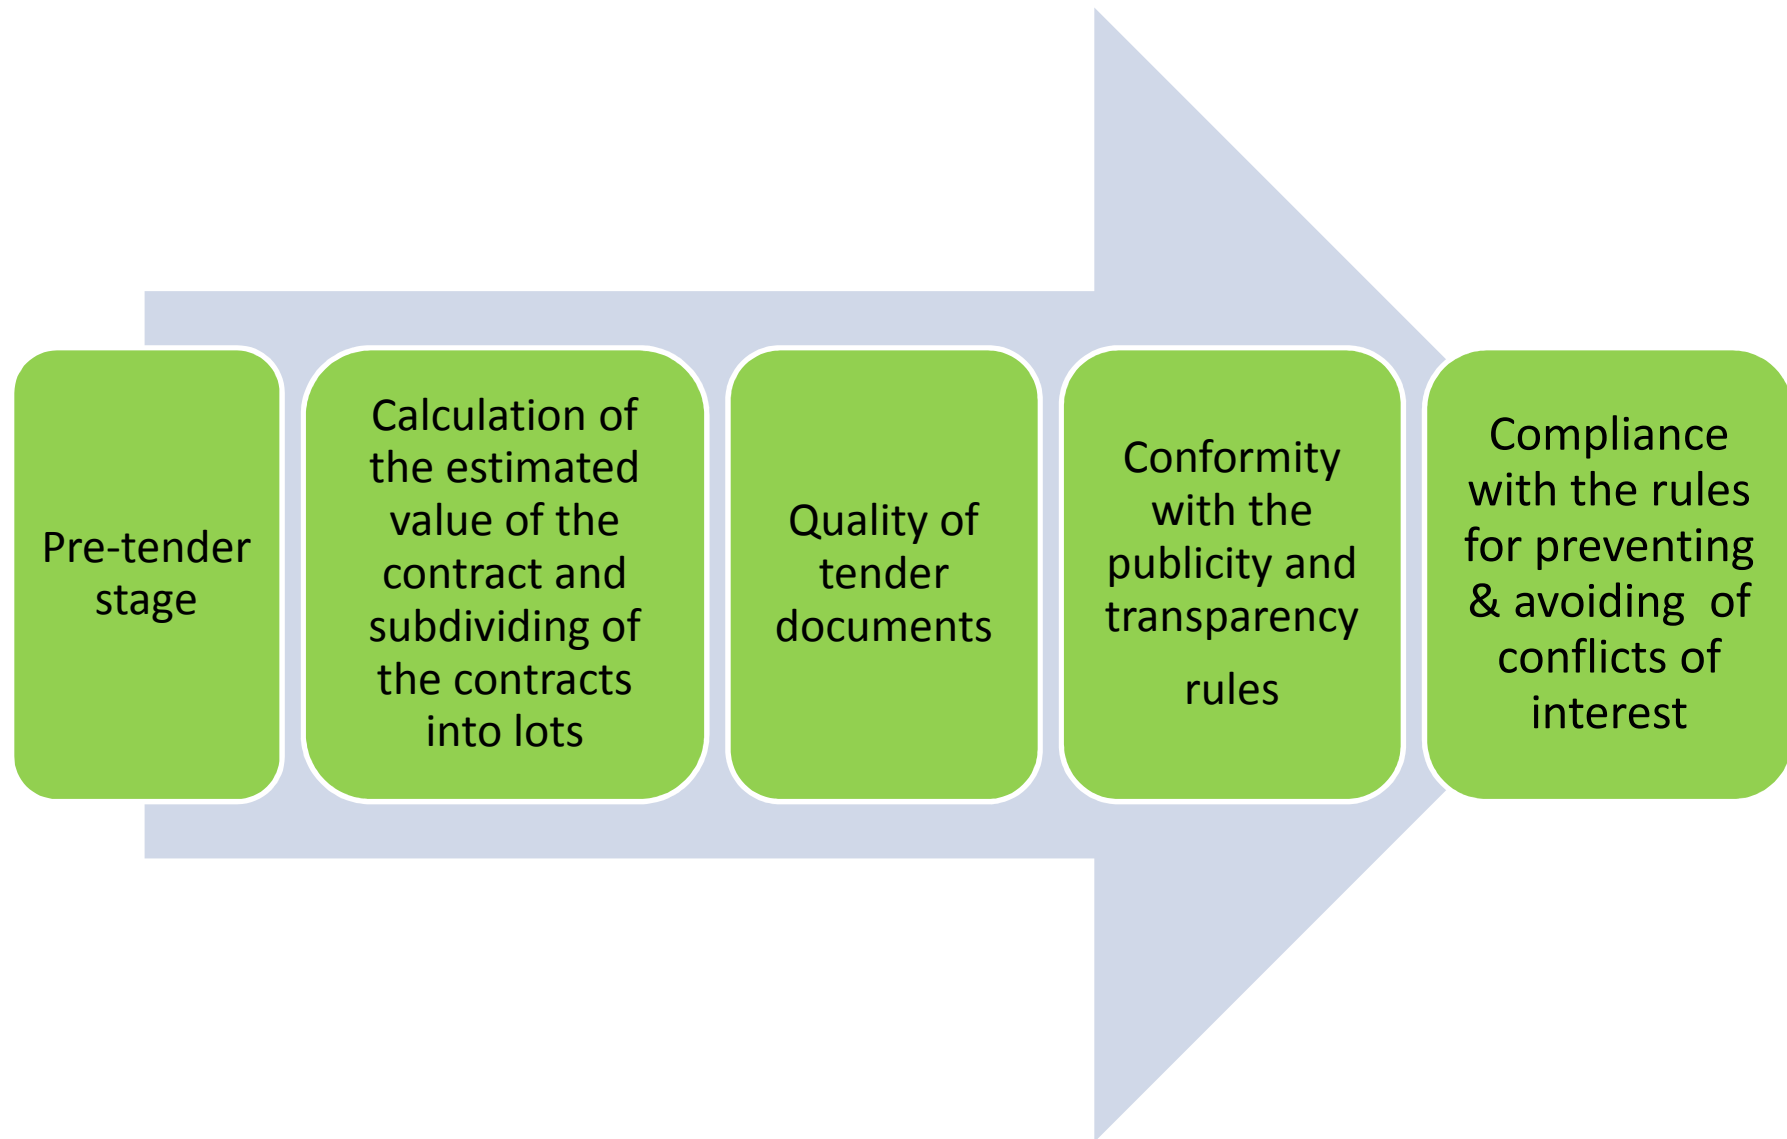 Pre-tender
stage
Calculation of
the estimated
value of the
contract and
subdividing of
the contracts
into lots
Quality of
tender
documents
Conformity
with the
publicity and
transparency
rules
Compliance
with the rules
for preventing
& avoiding  of
conflicts of
interest